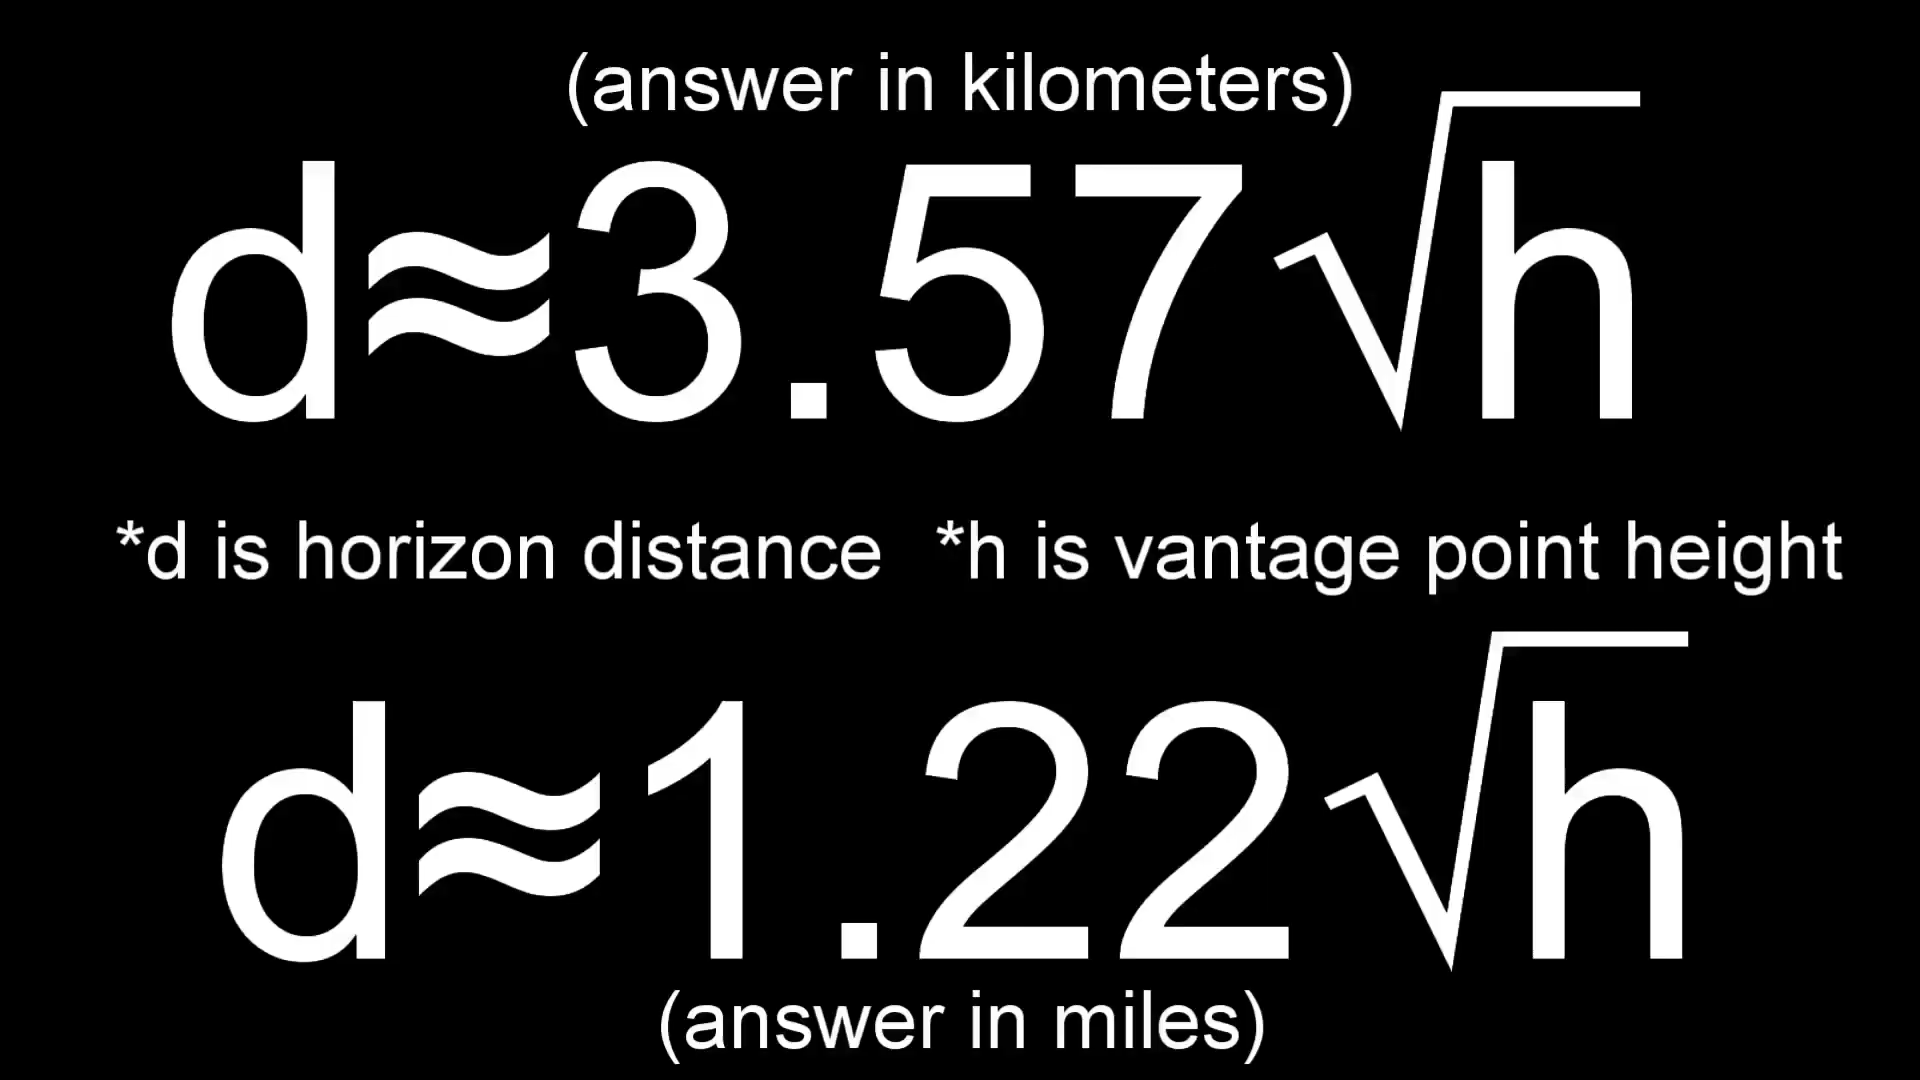 (answer in kilometers)
d≈3.57√h
*d is horizon distance *h is vantage point height
d≈1.22√h
(answer in miles)